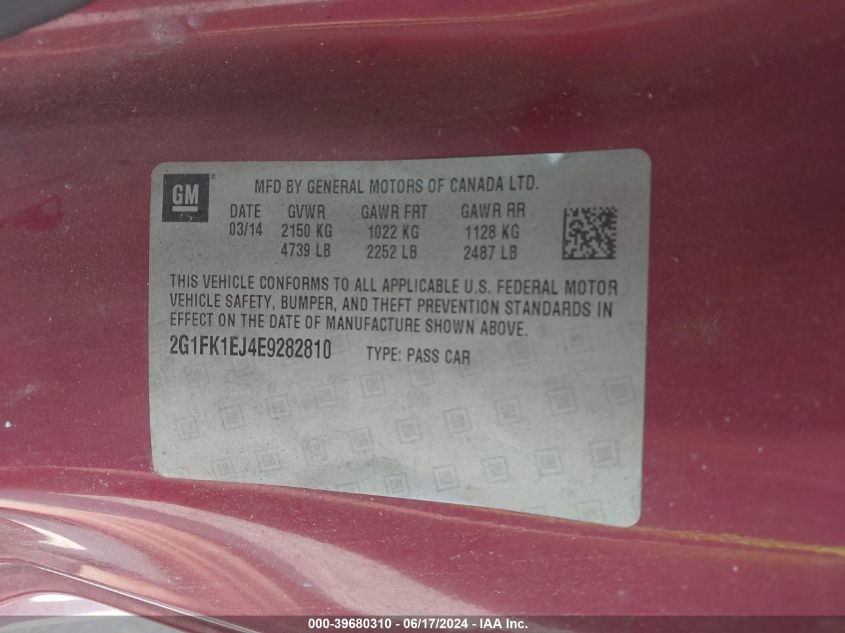 GM
MFD BY GENERAL MOTORS OF CANADA LTD.
DATE GVWR GAWR FRT GAWR RR
03/14 2150 KG 1022 KG 1128 KG
4739 LB 2252 LB 2487 LB
THIS VEHICLE CONFORMS TO ALL APPLICABLE U.S. FEDERAL MOTOR
VEHICLE SAFETY, BUMPER, AND THEFT PREVENTION STANDARDS IN
EFFECT ON THE DATE OF MANUFACTURE SHOWN ABOVE.
2G1FK1EJ4E9282810 TYPE: PASS CAR
000-39680310 - 06/17/2024 - IAA Inc.